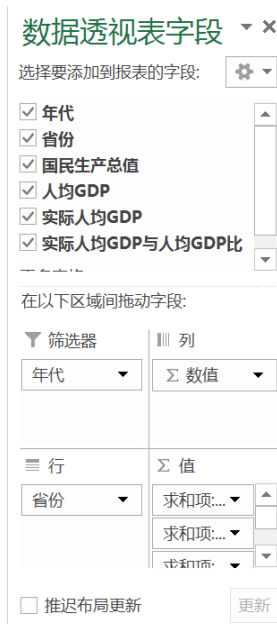 数据透视表字段
选择要添加到报表的字段:
年代
省份
国民生产总值
人均GDP
实际人均GDP
实际人均GDP与人均GDP比
在以下区间拖动字段:
筛选器
列
年代
Σ 数值
行
Σ 值
省份
求和项:...
求和项:...
求和项:...
推迟布局更新
更新